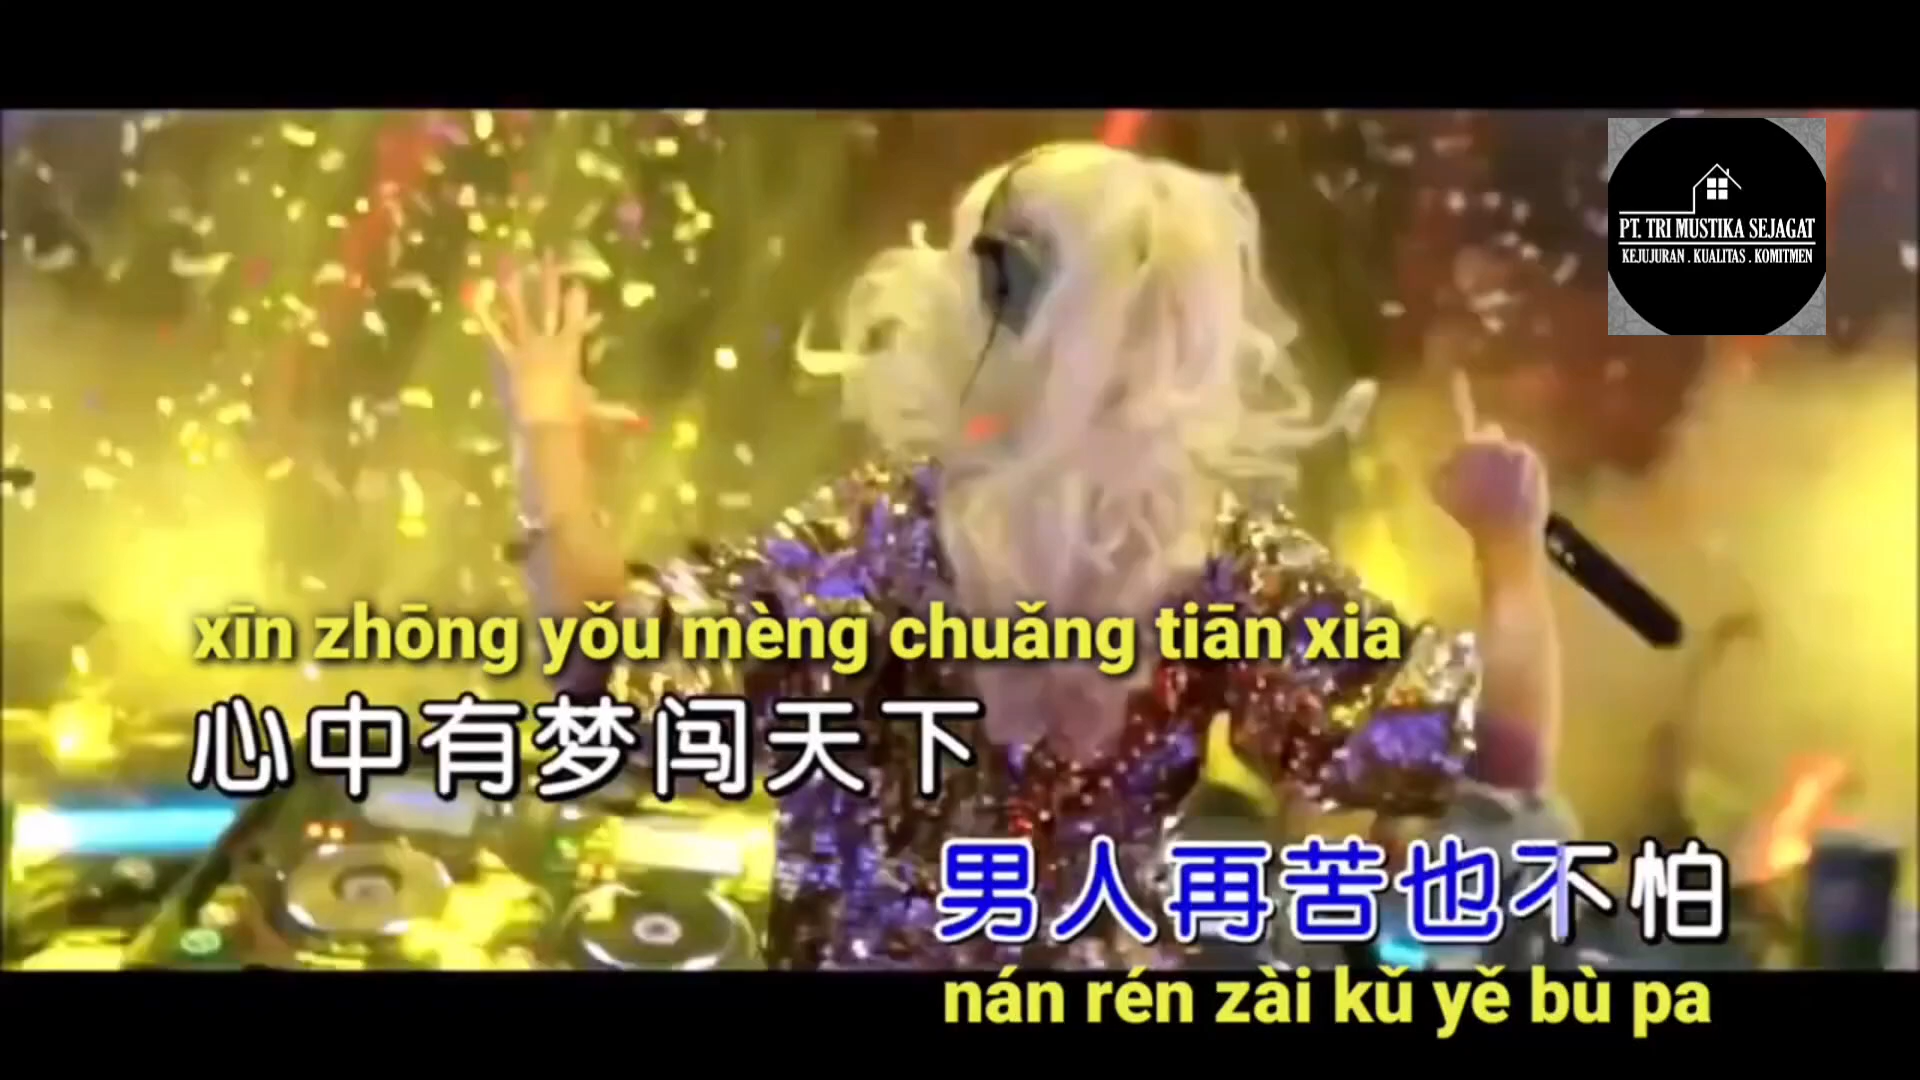 PT. TRI MUSTIKA SEJAGAT
KEJUJURAN . KUALITAS . KOMITMEN
xīn zhōng yǒu mèng chuǎng tiān xia
心中有梦闯天下
男人再苦也不怕
nán rén zài kǔ yě bù pa